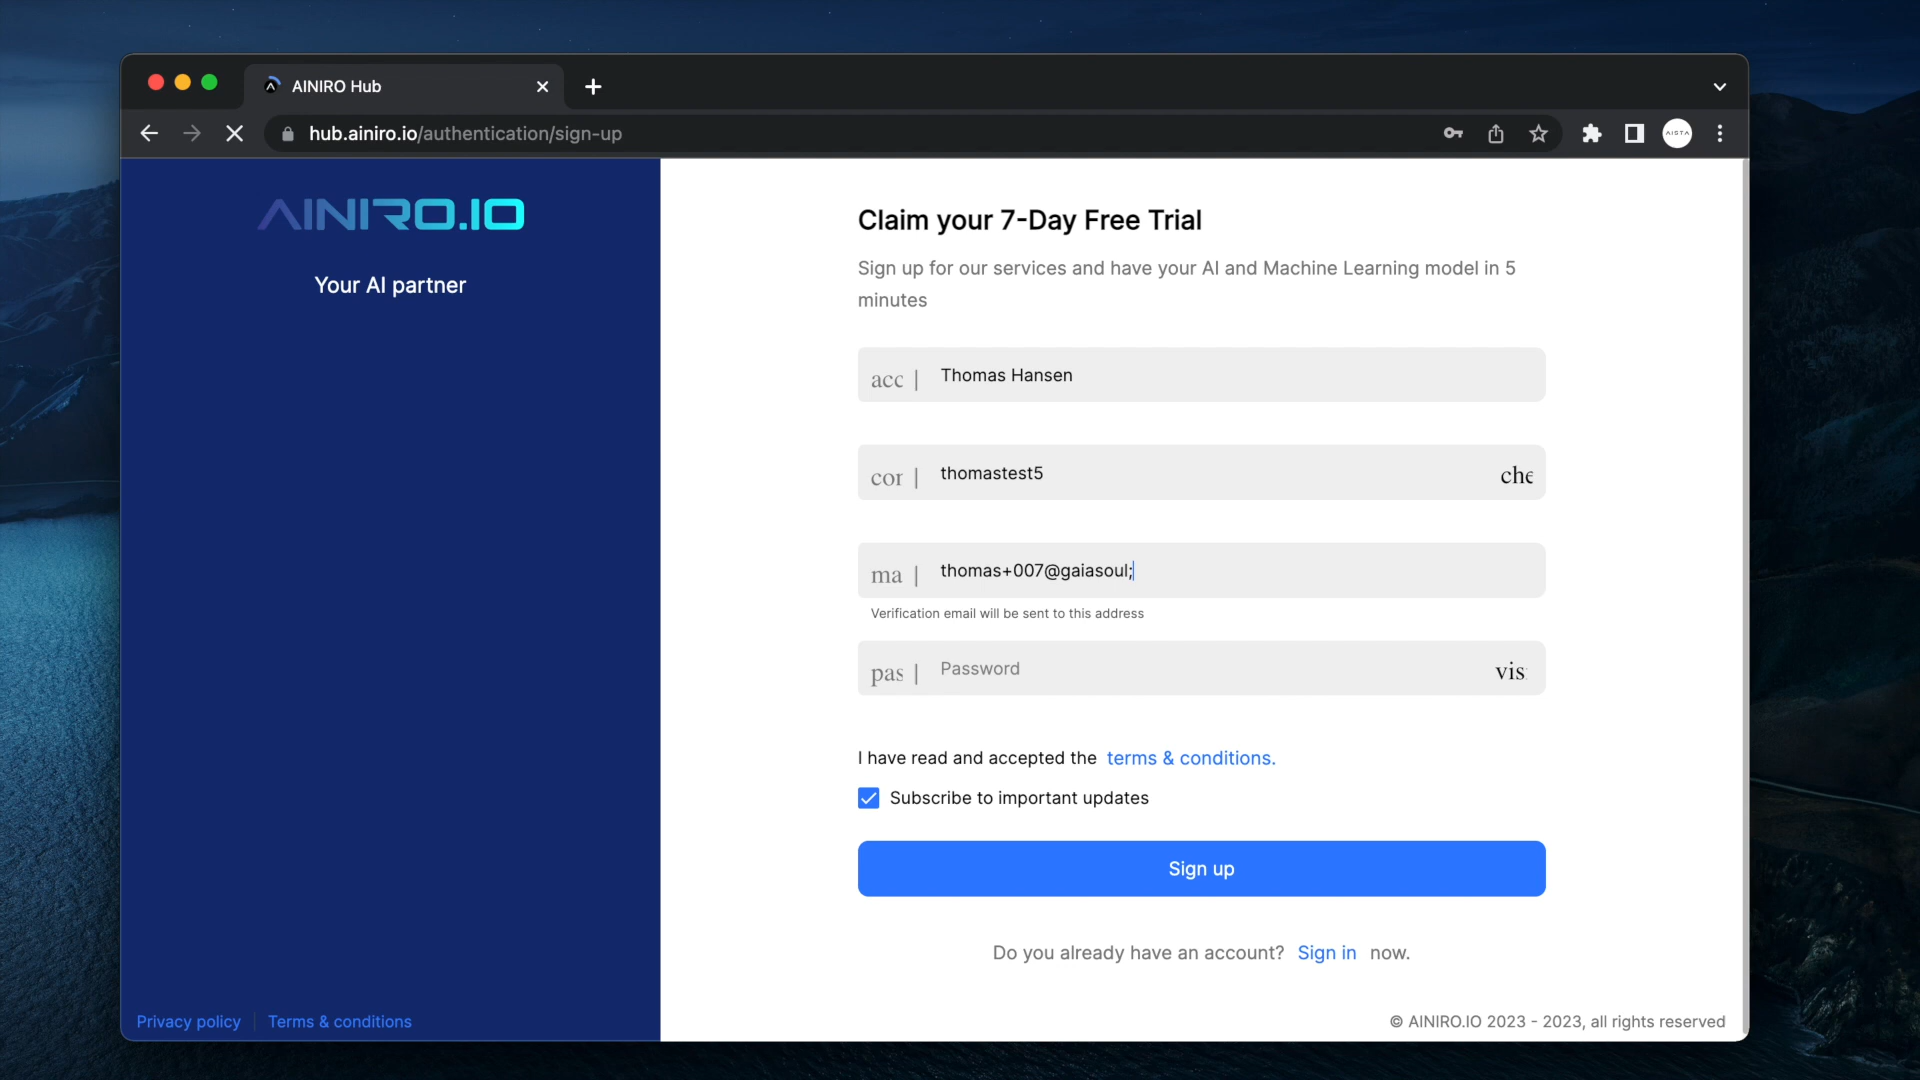 AINIRO Hub
hub.ainiro.io/authentication/sign-up
AISTA
AINIRO.IO
Your AI partner
Claim your 7-Day Free Trial
Sign up for our services and have your AI and Machine Learning model in 5
minutes
acc | Thomas Hansen
cor | thomastest5 che
ma | thomas+007@gaiasoul;
Verification email will be sent to this address
pas | Password vis
I have read and accepted the terms & conditions.
Subscribe to important updates
Sign up
Do you already have an account? Sign in now.
Privacy policy | Terms & conditions
© AINIRO.IO 2023 - 2023, all rights reserved